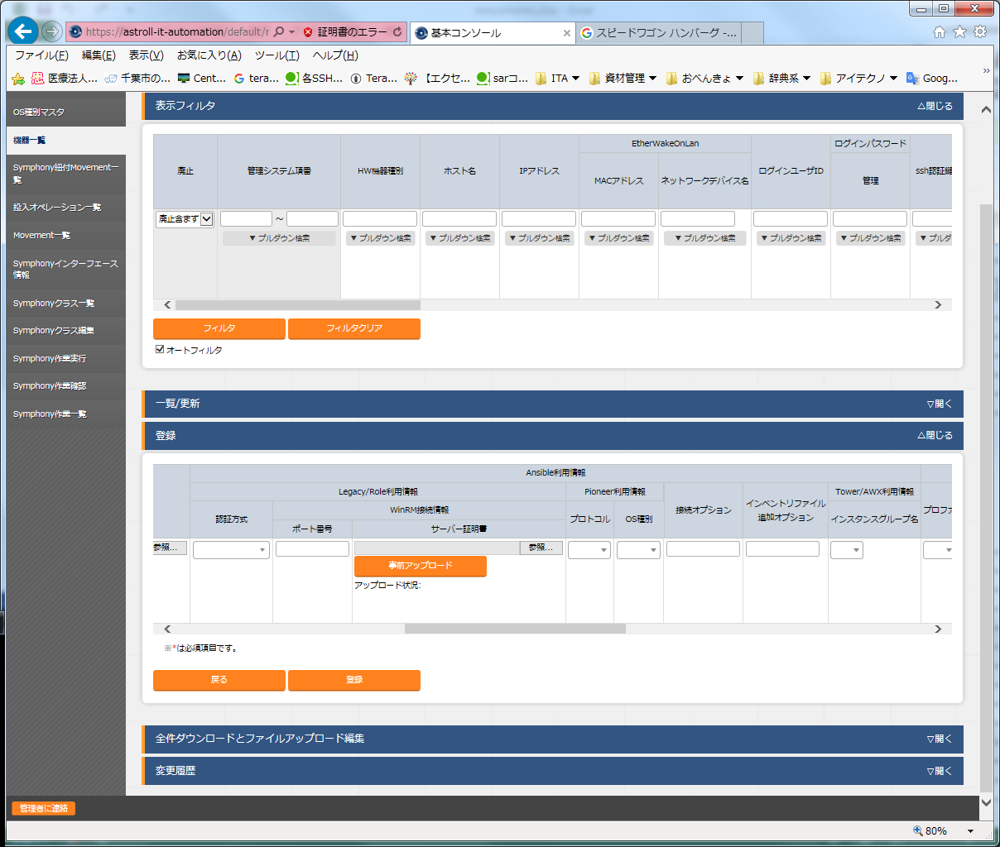 https://astroll-it-automation/default/r
証明書のエラー
基本コンソール
スピードワゴン ハンバーグ -...
ファイル(F) 編集(E) 表示(V) お気に入り(A) ツール(T) ヘルプ(H)
医療法人... 千葉市の... Cent... tera... 各SSH... Tera... 【エクセ... sarコ... ITA 資材管理 おべんきょ 辞典系 アイテクノ Goog... »
OS種別マスタ
機器一覧
Symphony紐付Movement一
覧
投入オペレーション一覧
Movement一覧
Symphonyインターフェース
情報
Symphonyクラス一覧
Symphonyクラス編集
Symphony作業実行
Symphony作業確認
Symphony作業一覧
表示フィルタ △閉じる
EtherWakeOnLan ログインパスワード
廃止 管理システム項番 HW機器種別 ホスト名 IPアドレス MACアドレス ネットワークデバイス名 ログインユーザID 管理 ssh認証鍵
廃止含まず ～
▼プルダウン検索 ▼プルダウン検索 ▼プルダウン検索 ▼プルダウン検索 ▼プルダウン検索 ▼プルダウン検索 ▼プルダウン検索 ▼プルダウン検索 ▼プルダ
フィルタ フィルタクリア
オートフィルタ
一覧/更新 ▽開く
登録 △閉じる
Ansible利用情報
Legacy/Role利用情報 Pioneer利用情報 Tower/AWX利用情報
WinRM接続情報
認証方式 ポート番号 サーバー証明書 プロトコル OS種別 接続オプション インベントリファイル
追加オプション インスタンスグループ名 プロファ
参照... 参照...
事前アップロード
アップロード状況:
※*は必須項目です。
戻る 登録
全件ダウンロードとファイルアップロード編集 ▽開く
変更履歴 ▽開く
管理者に連絡
80%